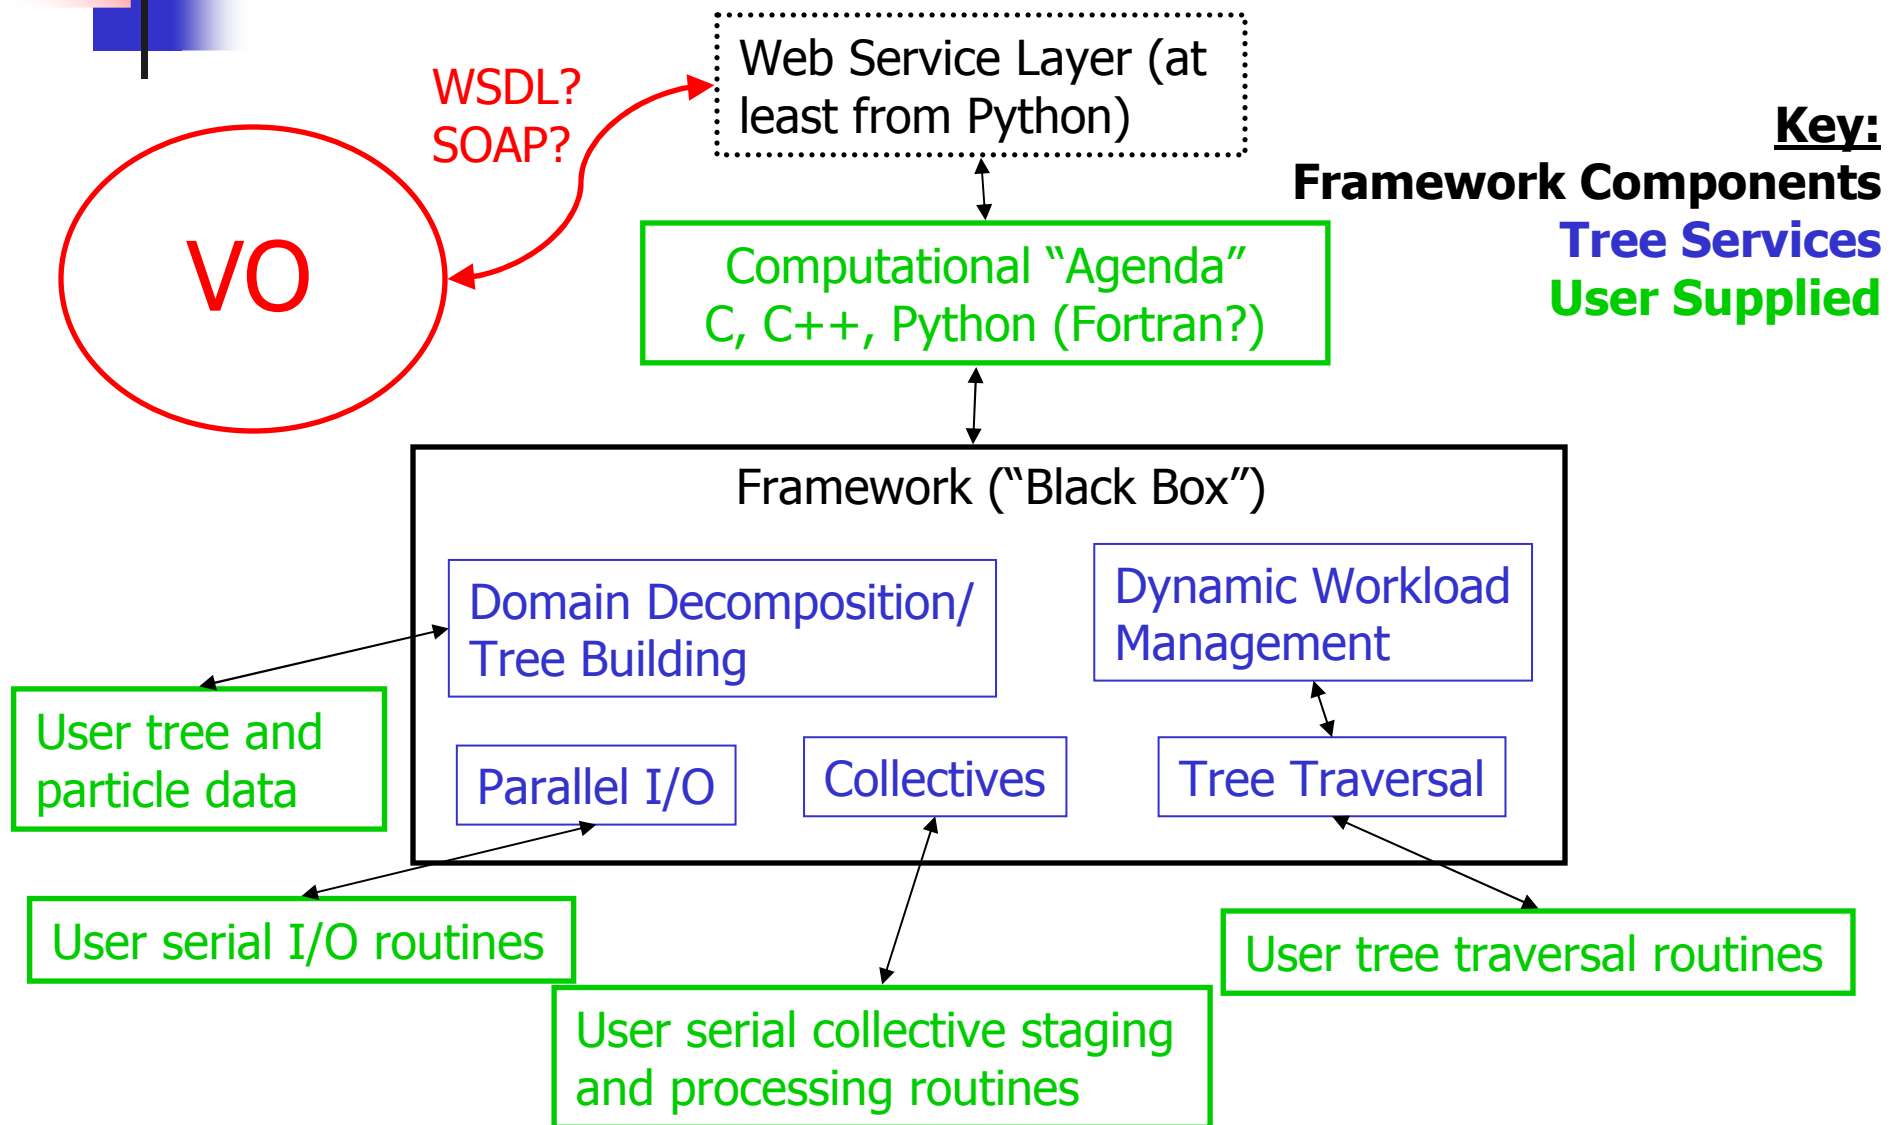 WSDL?
SOAP?
Web Service Layer (at
least from Python)
Key:
Framework Components
Tree Services
User Supplied
VO
Computational “Agenda”
C, C++, Python (Fortran?)
Framework (“Black Box”)
Domain Decomposition/
Tree Building
Dynamic Workload
Management
User tree and
particle data
Parallel I/O
Collectives
Tree Traversal
User serial I/O routines
User tree traversal routines
User serial collective staging
and processing routines